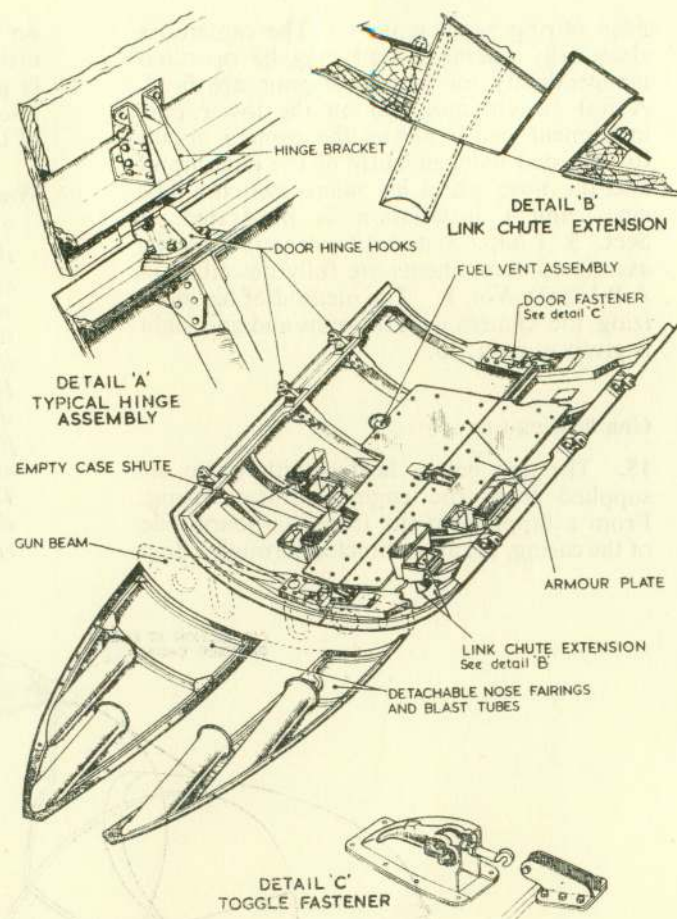 HINGE BRACKET
DOOR HINGE HOOKS
DETAIL 'A'
TYPICAL HINGE
ASSEMBLY
DETAIL 'B'
LINK CHUTE EXTENSION
FUEL VENT ASSEMBLY
DOOR FASTENER
See detail 'C'
EMPTY CASE SHUTE
GUN BEAM
ARMOUR PLATE
LINK CHUTE EXTENSION
See detail 'B'
DETACHABLE NOSE FAIRINGS
AND BLAST TUBES
DETAIL 'C'
TOGGLE FASTENER